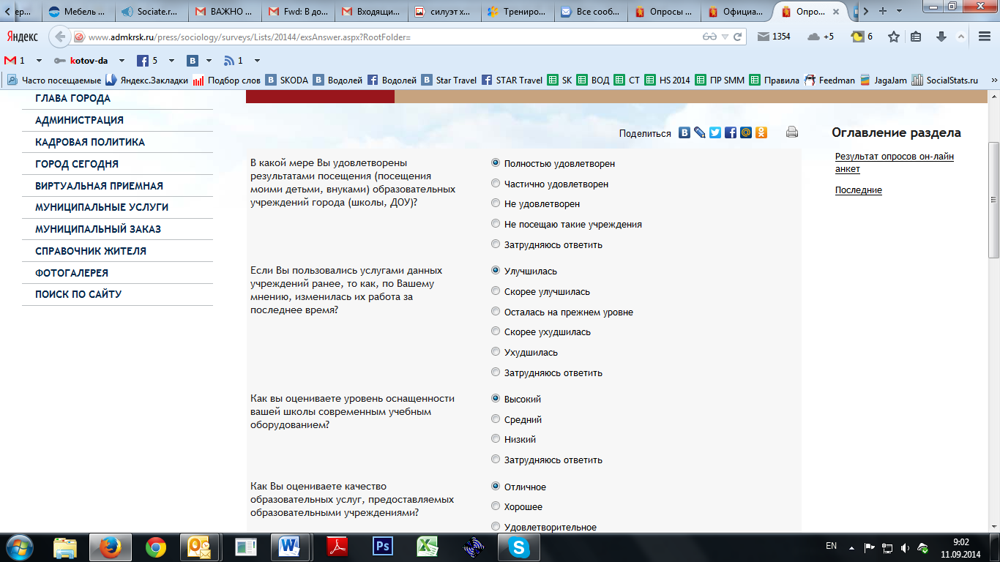 ер...
Мебель ...
Sociate.r...
ВАЖНО ...
Fwd: В до...
Входящи...
силуэт х...
Трениро...
Все сооб...
Опросы ...
Официа...
Опро...
Яндекс
www.admkrsk.ru/press/sociology/surveys/Lists/20144/exsAnswer.aspx?RootFolder=
1354
+5
6
1
kotov-da
5
1
Часто посещаемые
Яндекс.Закладки
Подбор слов
SKODA
Водолей
Водолей
Star Travel
STAR Travel
SK
ВОД
СТ
HS 2014
ПР SMM
Правила
Feedman
JagaJam
SocialStats.ru
ГЛАВА ГОРОДА
АДМИНИСТРАЦИЯ
КАДРОВАЯ ПОЛИТИКА
ГОРОД СЕГОДНЯ
ВИРТУАЛЬНАЯ ПРИЕМНАЯ
МУНИЦИПАЛЬНЫЕ УСЛУГИ
МУНИЦИПАЛЬНЫЙ ЗАКАЗ
СПРАВОЧНИК ЖИТЕЛЯ
ФОТОГАЛЕРЕЯ
ПОИСК ПО САЙТУ
Поделиться
В какой мере Вы удовлетворены
результатами посещения (посещения
моими детьми, внуками) образовательных
учреждений города (школы, ДОУ)?
Полностью удовлетворен
Частично удовлетворен
Не удовлетворен
Не посещаю такие учреждения
Затрудняюсь ответить
Если Вы пользовались услугами данных
учреждений ранее, то как, по Вашему
мнению, изменилась их работа за
последнее время?
Улучшилась
Скорее улучшилась
Осталась на прежнем уровне
Скорее ухудшилась
Ухудшилась
Затрудняюсь ответить
Как вы оцениваете уровень оснащенности
вашей школы современным учебным
оборудованием?
Высокий
Средний
Низкий
Затрудняюсь ответить
Как Вы оцениваете качество
образовательных услуг, предоставляемых
образовательными учреждениями?
Отличное
Хорошее
Удовлетворительное
Оглавление раздела
Результат опросов он-лайн
анкет
Последние
EN
9:02
11.09.2014